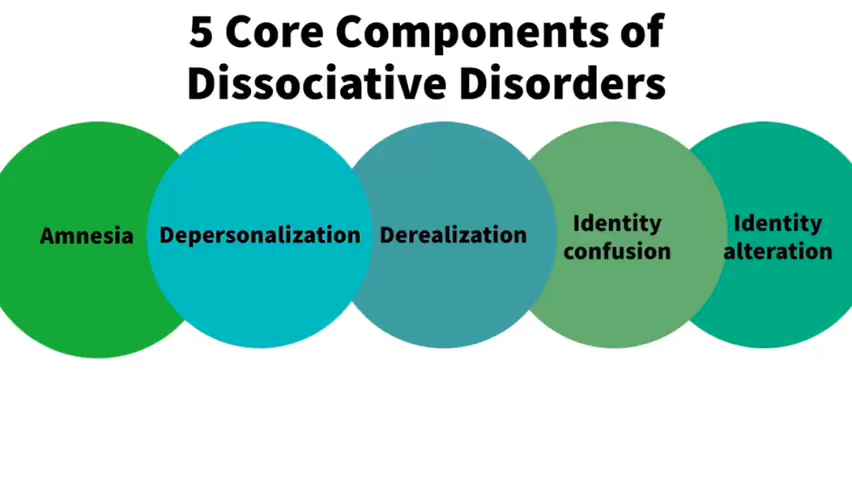 5 Core Components of
Dissociative Disorders
Amnesia
Depersonalization
Derealization
Identity
confusion
Identity
alteration